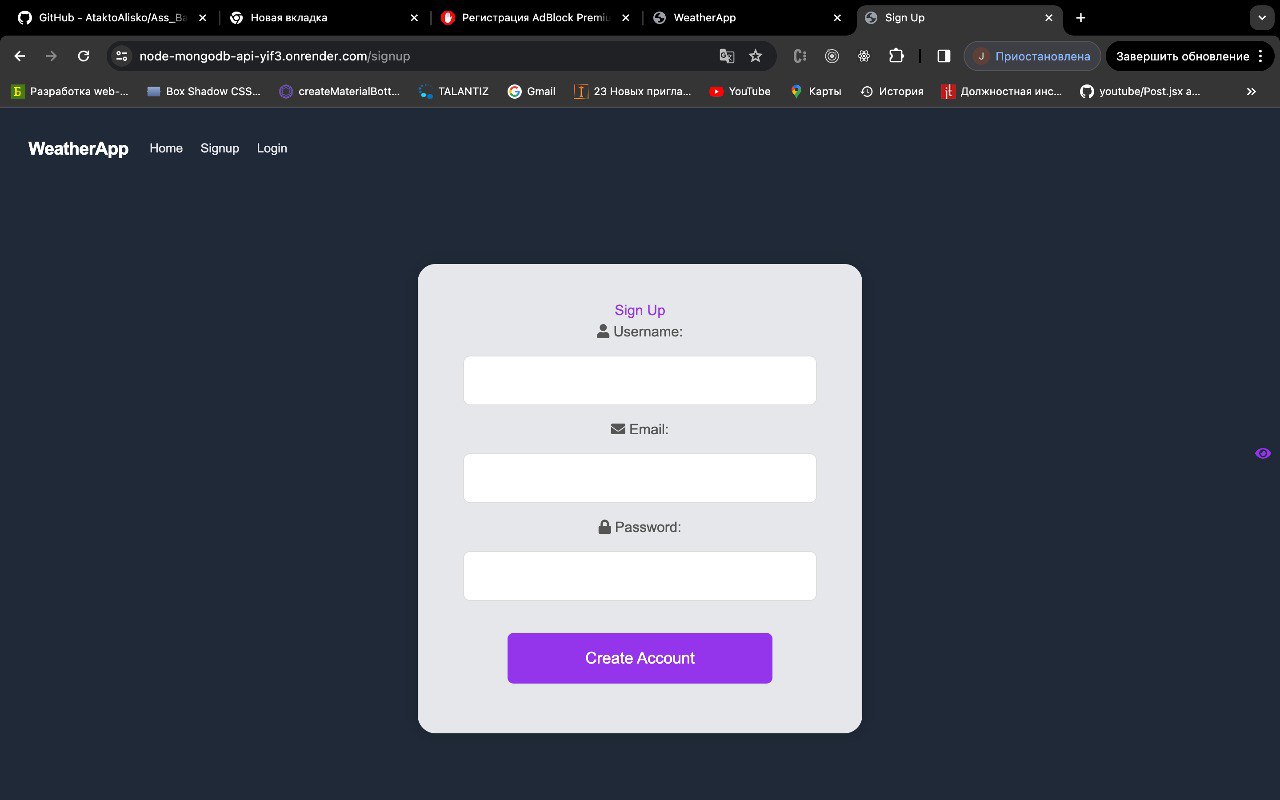 GitHub - AtaktoAlisko/Ass_Ba
Новая вкладка
Регистрация AdBlock Premiu
WeatherApp
Sign Up
node-mongodb-api-yif3.onrender.com/signup
J Приостановлена
Завершить обновление
Разработка web-...
Box Shadow CSS...
createMaterialBott...
TALANTIZ
Gmail
23 Новых пригла...
YouTube
Карты
История
Должностная инс...
youtube/Post.jsx a...
WeatherApp
Home
Signup
Login
Sign Up
Username:
Email:
Password:
Create Account